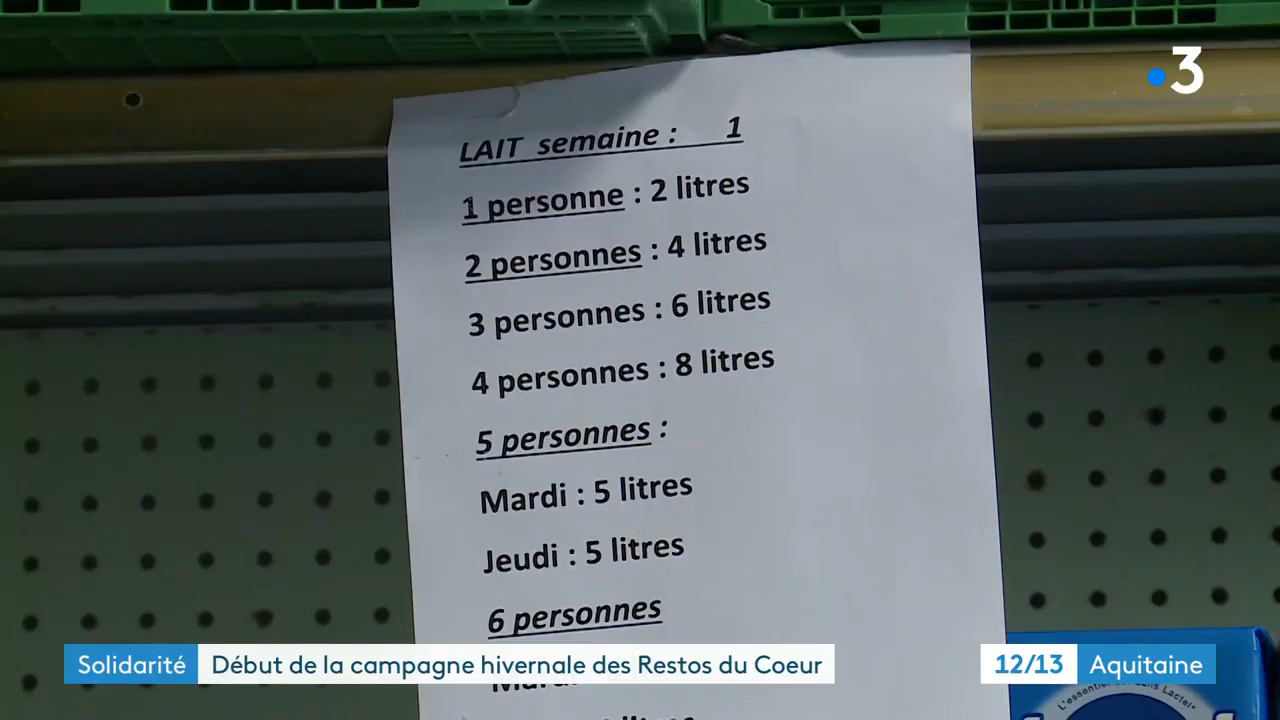 3
LAIT semaine : 1
1 personne : 2 litres
2 personnes : 4 litres
3 personnes : 6 litres
4 personnes : 8 litres
5 personnes :
Mardi : 5 litres
Jeudi : 5 litres
6 personnes
Solidarité
Début de la campagne hivernale des Restos du Coeur
12/13
Aquitaine
L'essentiel
Lactel